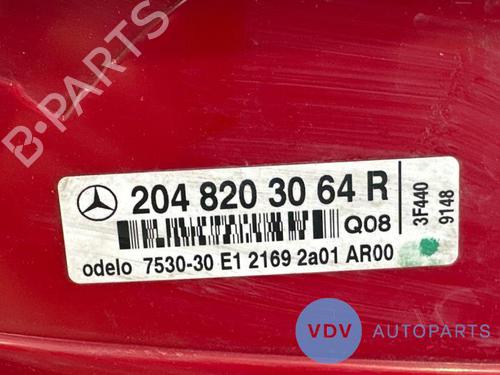 B-PARTS
204 820 30 64 R
Q08
3F440
9148
odelo 7530-30 E1 2169 2a01 AR00
VDV AUTOPARTS